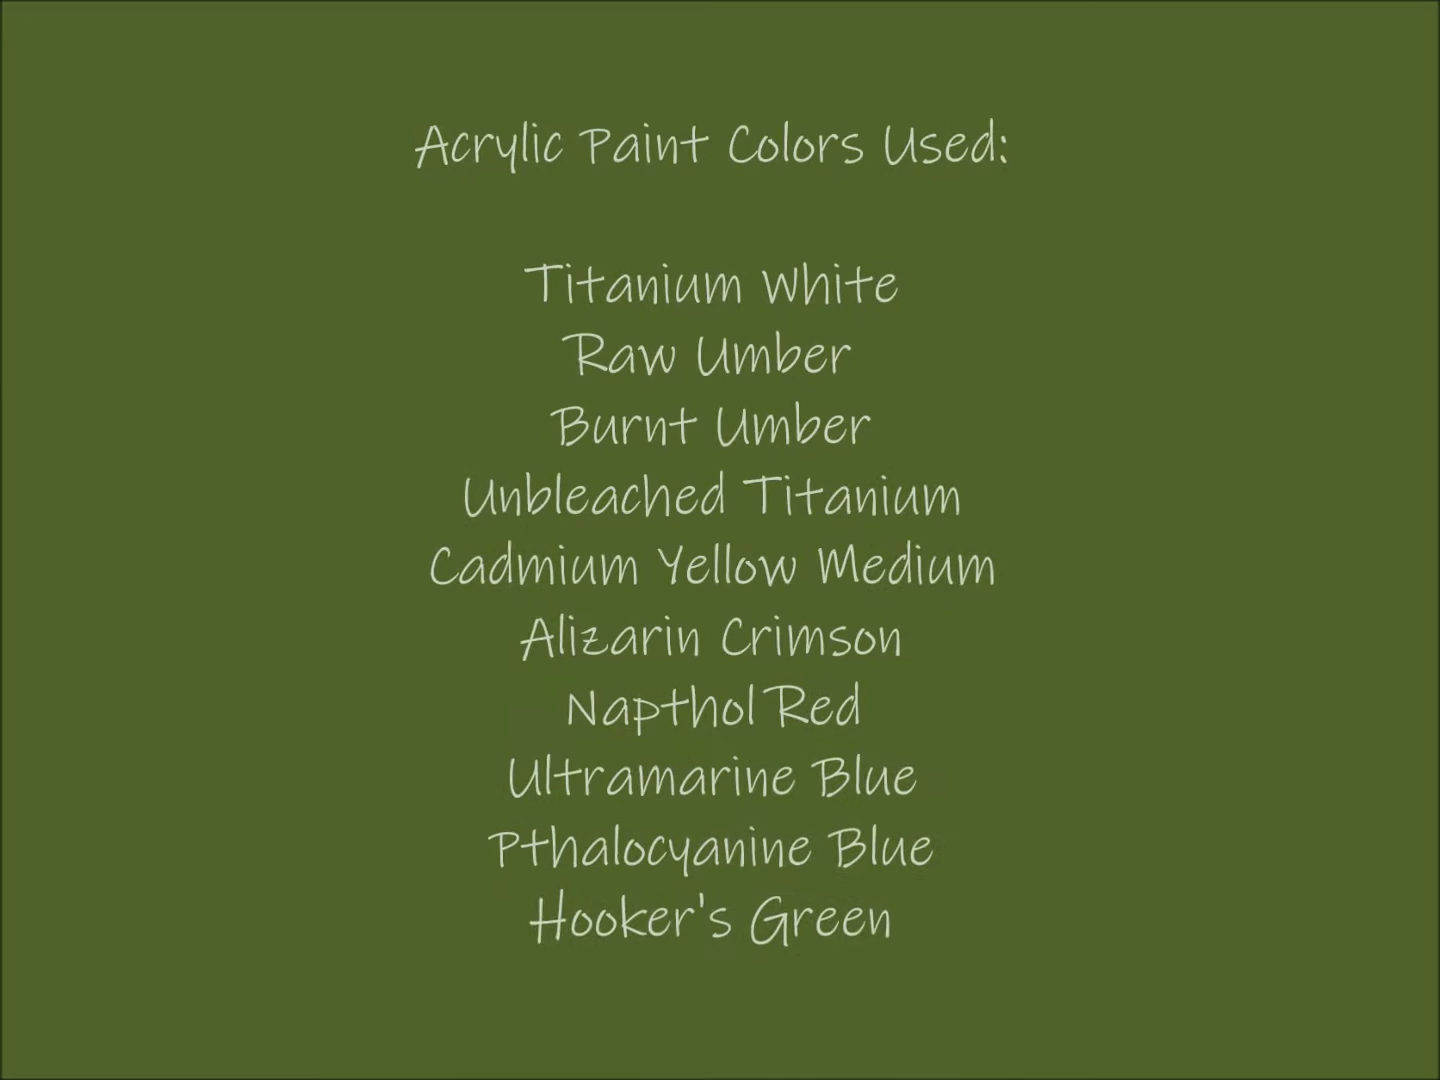 Acrylic Paint Colors Used:
Titanium White
Raw Umber
Burnt Umber
Unbleached Titanium
Cadmium Yellow Medium
Alizarin Crimson
Napthol Red
Ultramarine Blue
Pthalocyanine Blue
Hooker's Green